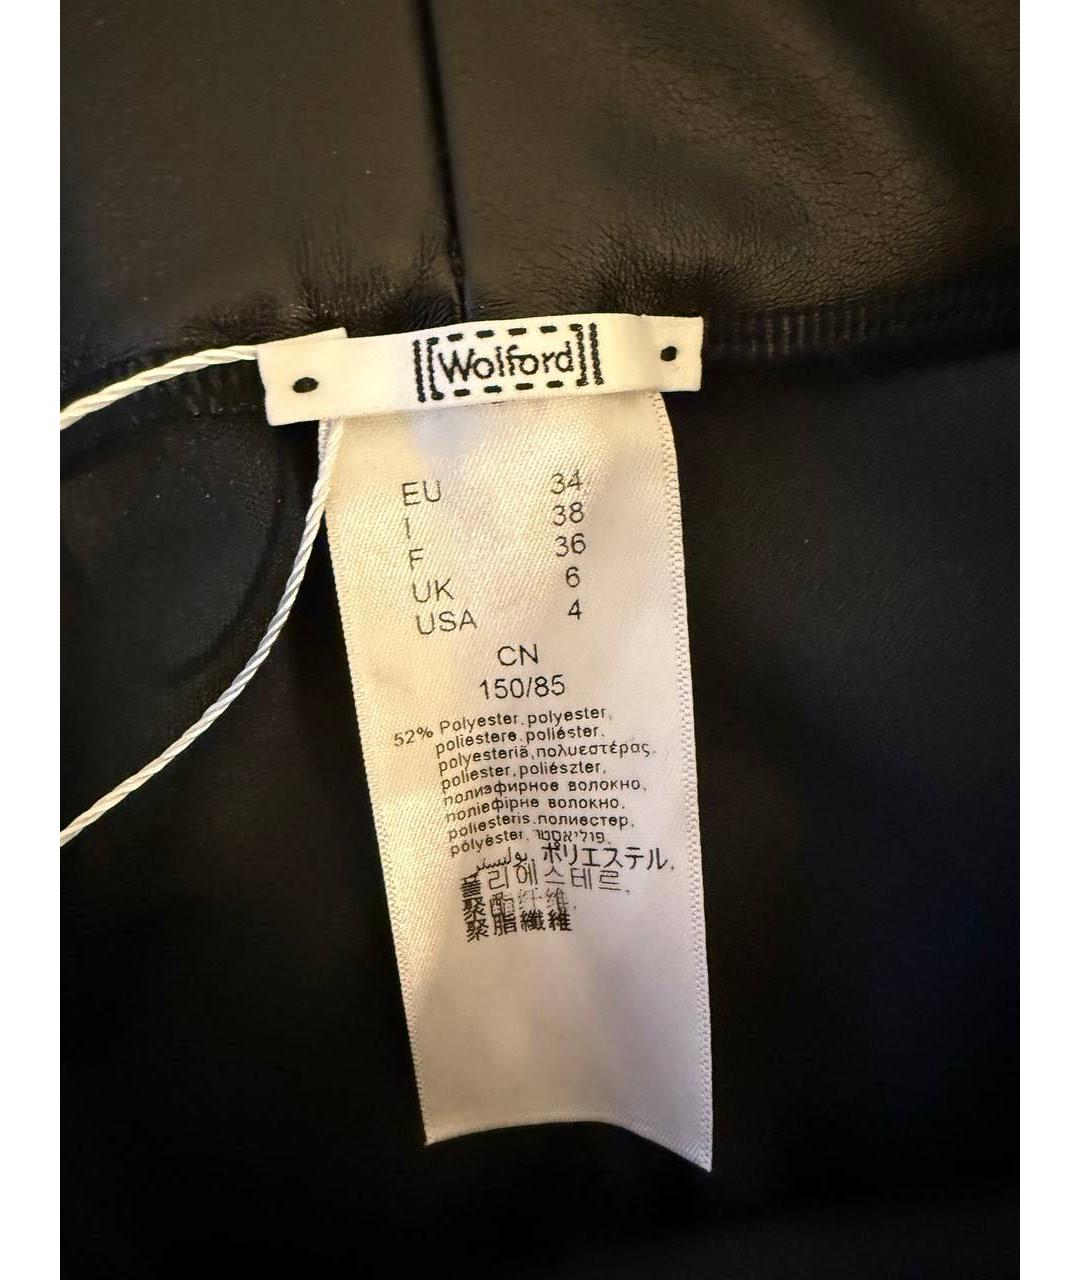 Wolford
EU 34
I 38
F 36
UK 6
USA 4
CN
150/85
52% Polyester, polyester,
poliestere, poliéster,
polyesteriä, πολυεστέρας,
poliester, poliészter,
полиэфирное волокно,
поліефірне волокно,
poliesteris, полиестер,
polyester, פוליאסטר,
بوليستر, ポリエステル,
리에스테르,
聚酯纤维,
聚脂纖維